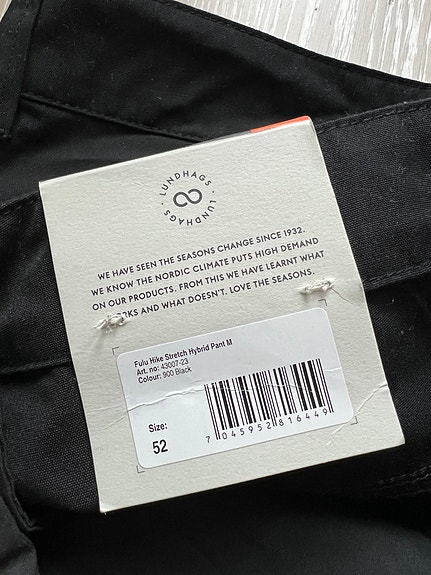 LUNDHAGS · LUNDHAGS ·
WE HAVE SEEN THE SEASONS CHANGE SINCE 1932.
WE KNOW THE NORDIC CLIMATE PUTS HIGH DEMAND
ON OUR PRODUCTS. FROM THIS WE HAVE LEARNT WHAT
AND WHAT DOESN'T. LOVE THE SEASONS.
Fulu Hike Stretch Hybrid Pant M
Art. no: 43007-23
Colour: 900 Black
Size:
52
7 045952 816449